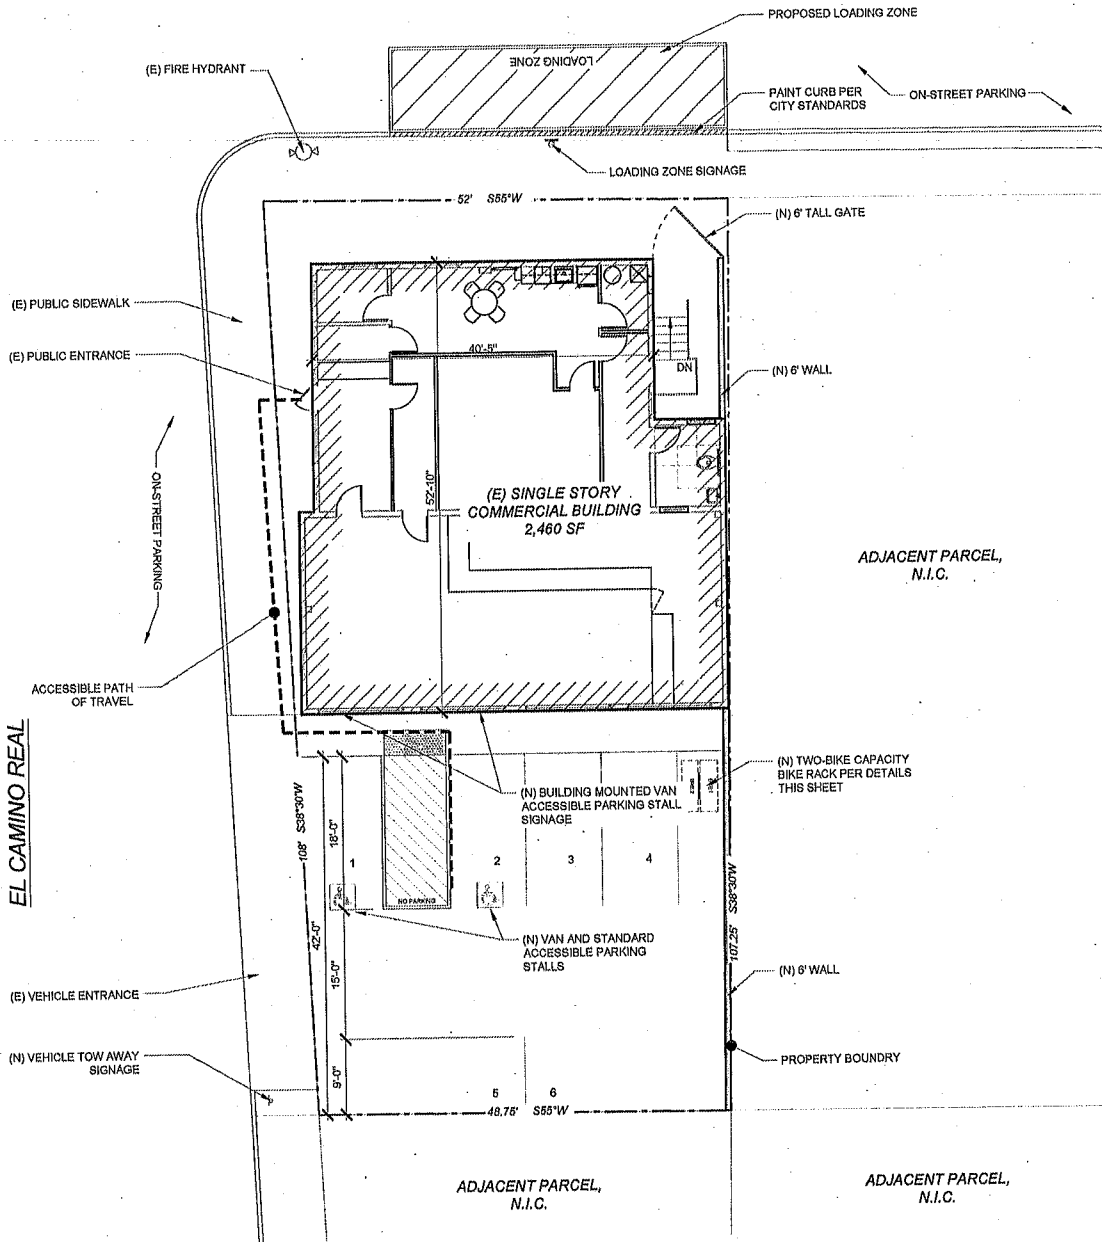 PROPOSED LOADING ZONE
LOADING ZONE
(E) FIRE HYDRANT
PAINT CURB PER
CITY STANDARDS
ON-STREET PARKING
LOADING ZONE SIGNAGE
52' S55°W
(N) 6' TALL GATE
(E) PUBLIC SIDEWALK
(E) PUBLIC ENTRANCE
40'-5"
DN
(N) 6' WALL
ON-STREET PARKING
52'-10"
(E) SINGLE STORY
COMMERCIAL BUILDING
2,460 SF
ADJACENT PARCEL,
N.I.C.
ACCESSIBLE PATH
OF TRAVEL
EL CAMINO REAL
(N) BUILDING MOUNTED VAN
ACCESSIBLE PARKING STALL
SIGNAGE
(N) TWO-BIKE CAPACITY
BIKE RACK PER DETAILS
THIS SHEET
108' S38°30'W
18'-0"
1
2
3
4
NO PARKING
42'-0"
15'-0"
9'-0"
(N) VAN AND STANDARD
ACCESSIBLE PARKING
STALLS
107.25' S38°30'W
(E) VEHICLE ENTRANCE
(N) 6' WALL
(N) VEHICLE TOW AWAY
SIGNAGE
PROPERTY BOUNDRY
5
6
48.75' S55°W
ADJACENT PARCEL,
N.I.C.
ADJACENT PARCEL,
N.I.C.